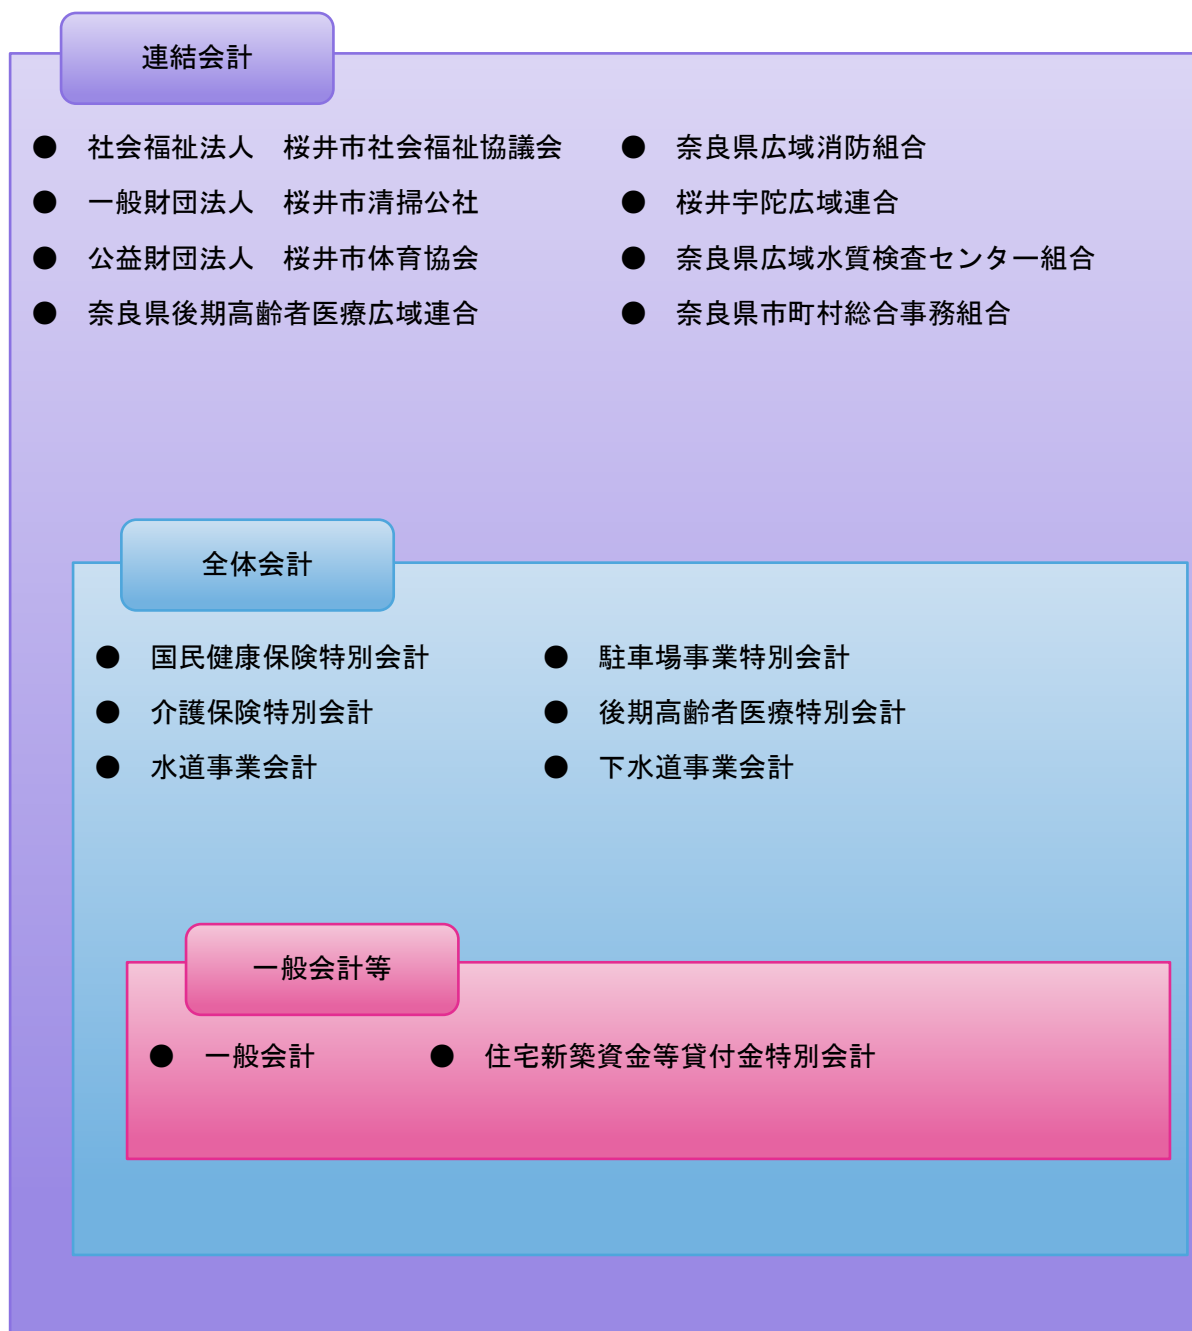 連結会計
● 社会福祉法人　桜井市社会福祉協議会
● 一般財団法人　桜井市清掃公社
● 公益財団法人　桜井市体育協会
● 奈良県後期高齢者医療広域連合
● 奈良県広域消防組合
● 桜井宇陀広域連合
● 奈良県広域水質検査センター組合
● 奈良県市町村総合事務組合
全体会計
● 国民健康保険特別会計
● 介護保険特別会計
● 水道事業会計
● 駐車場事業特別会計
● 後期高齢者医療特別会計
● 下水道事業会計
一般会計等
● 一般会計
● 住宅新築資金等貸付金特別会計